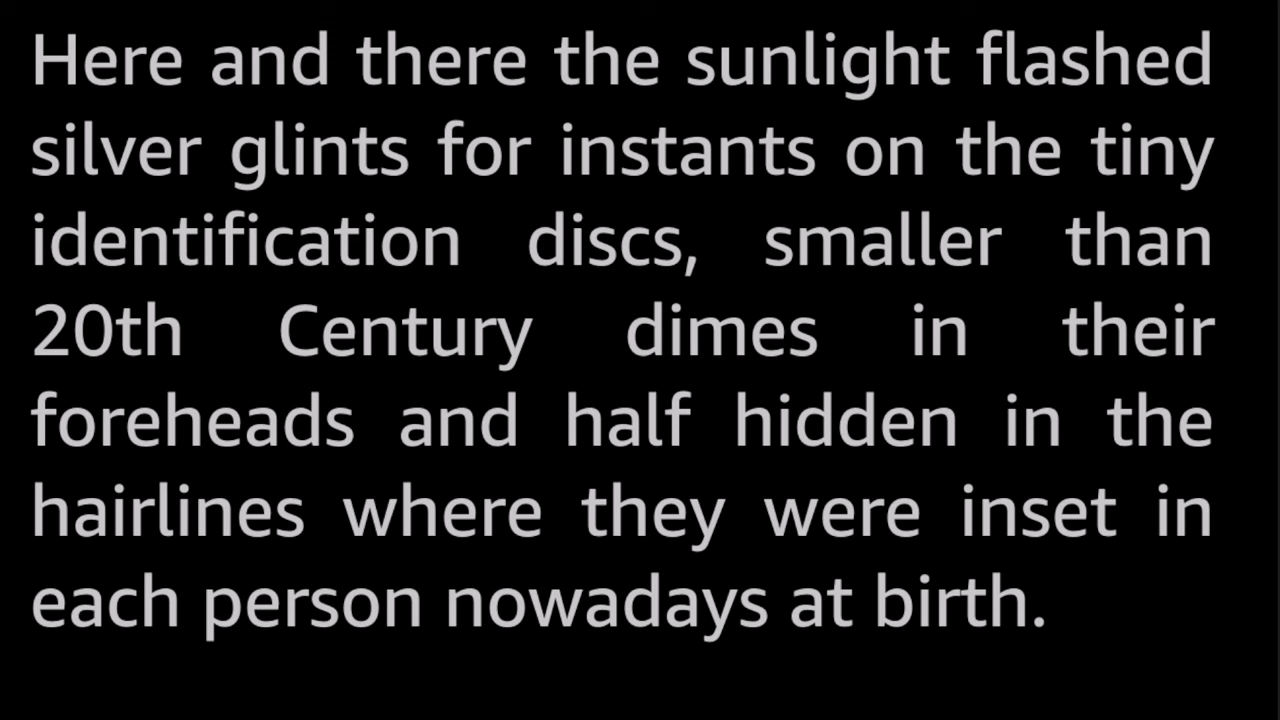 Here and there the sunlight flashed
silver glints for instants on the tiny
identification discs, smaller than
20th Century dimes in their
foreheads and half hidden in the
hairlines where they were inset in
each person nowadays at birth.